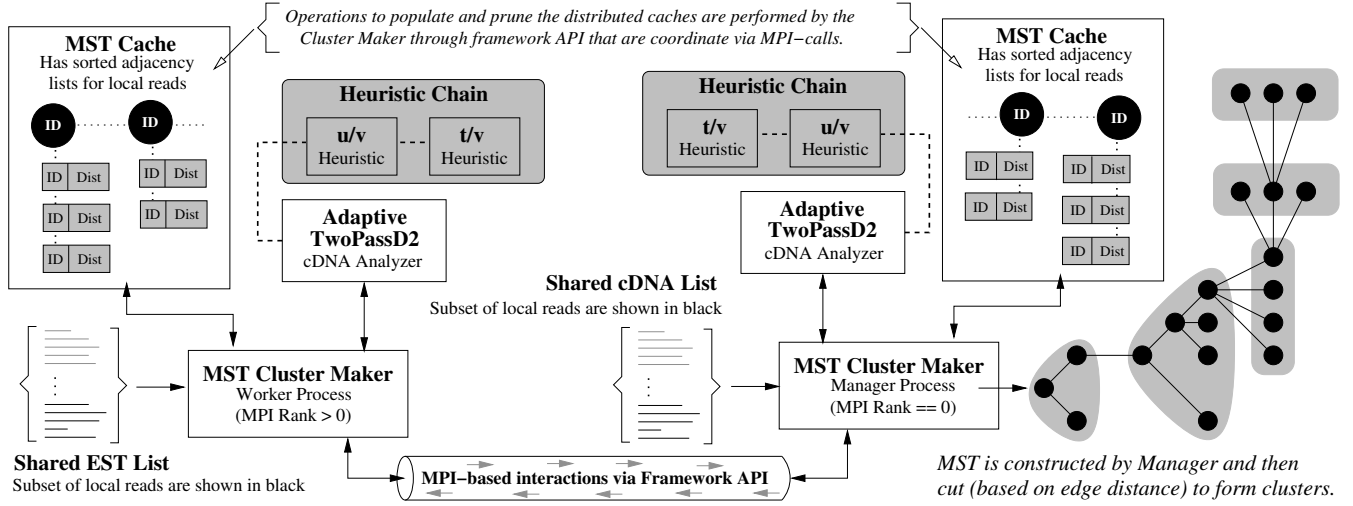 Operations to populate and prune the distributed caches are performed by the
Cluster Maker through framework API that are coordinate via MPI−calls.
MST Cache
Has sorted adjacency
lists for local reads
ID
ID
ID Dist
ID Dist
ID Dist
ID Dist
ID Dist
Heuristic Chain
u/v
Heuristic
t/v
Heuristic
Adaptive
TwoPassD2
cDNA Analyzer
Heuristic Chain
t/v
Heuristic
u/v
Heuristic
Adaptive
TwoPassD2
cDNA Analyzer
MST Cache
Has sorted adjacency
lists for local reads
ID
ID
ID Dist
ID Dist
ID Dist
ID Dist
ID Dist
Shared cDNA List
Subset of local reads are shown in black
MST Cluster Maker
Worker Process
(MPI Rank > 0)
MST Cluster Maker
Manager Process
(MPI Rank == 0)
Shared EST List
Subset of local reads are shown in black
MPI−based interactions via Framework API
MST is constructed by Manager and then
cut (based on edge distance) to form clusters.